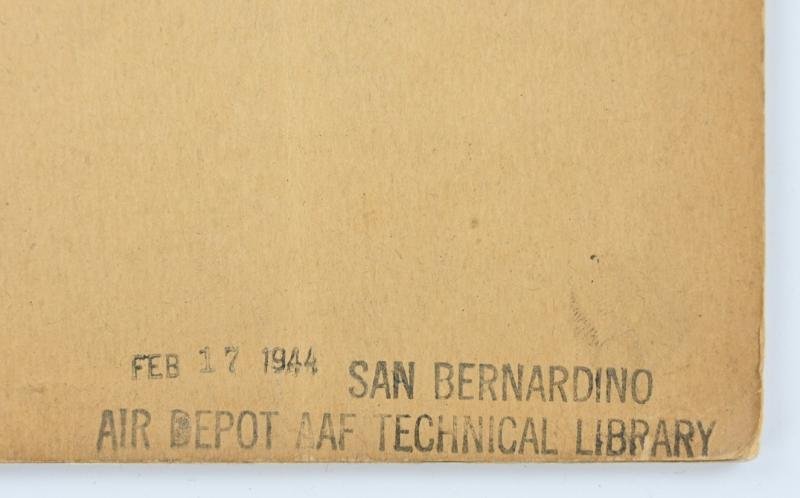 FEB 17 1944 SAN BERNARDINO
AIR DEPOT AAF TECHNICAL LIBRARY